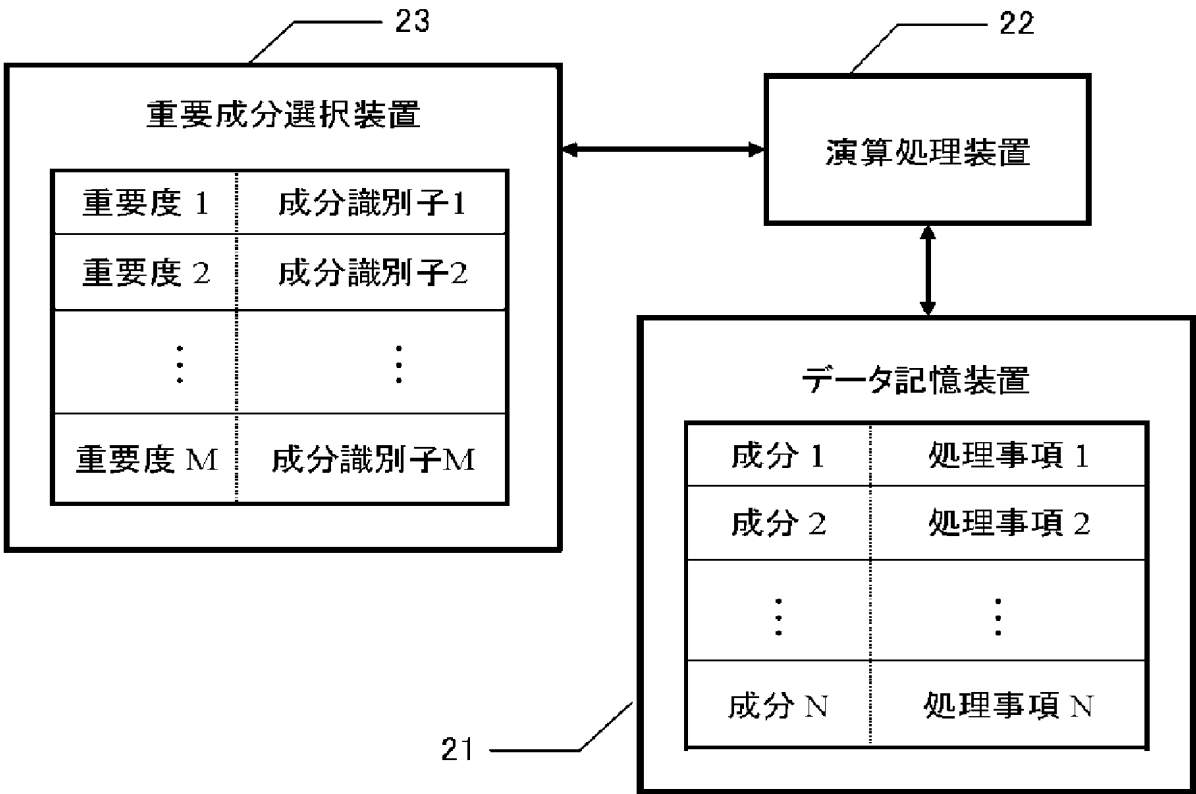 23
重要成分選択装置
重要度 1 成分識別子1
重要度 2 成分識別子2
⋮ ⋮
重要度 M 成分識別子M
22
演算処理装置
データ記憶装置
成分 1 処理事項 1
成分 2 処理事項 2
⋮ ⋮
成分 N 処理事項 N
21